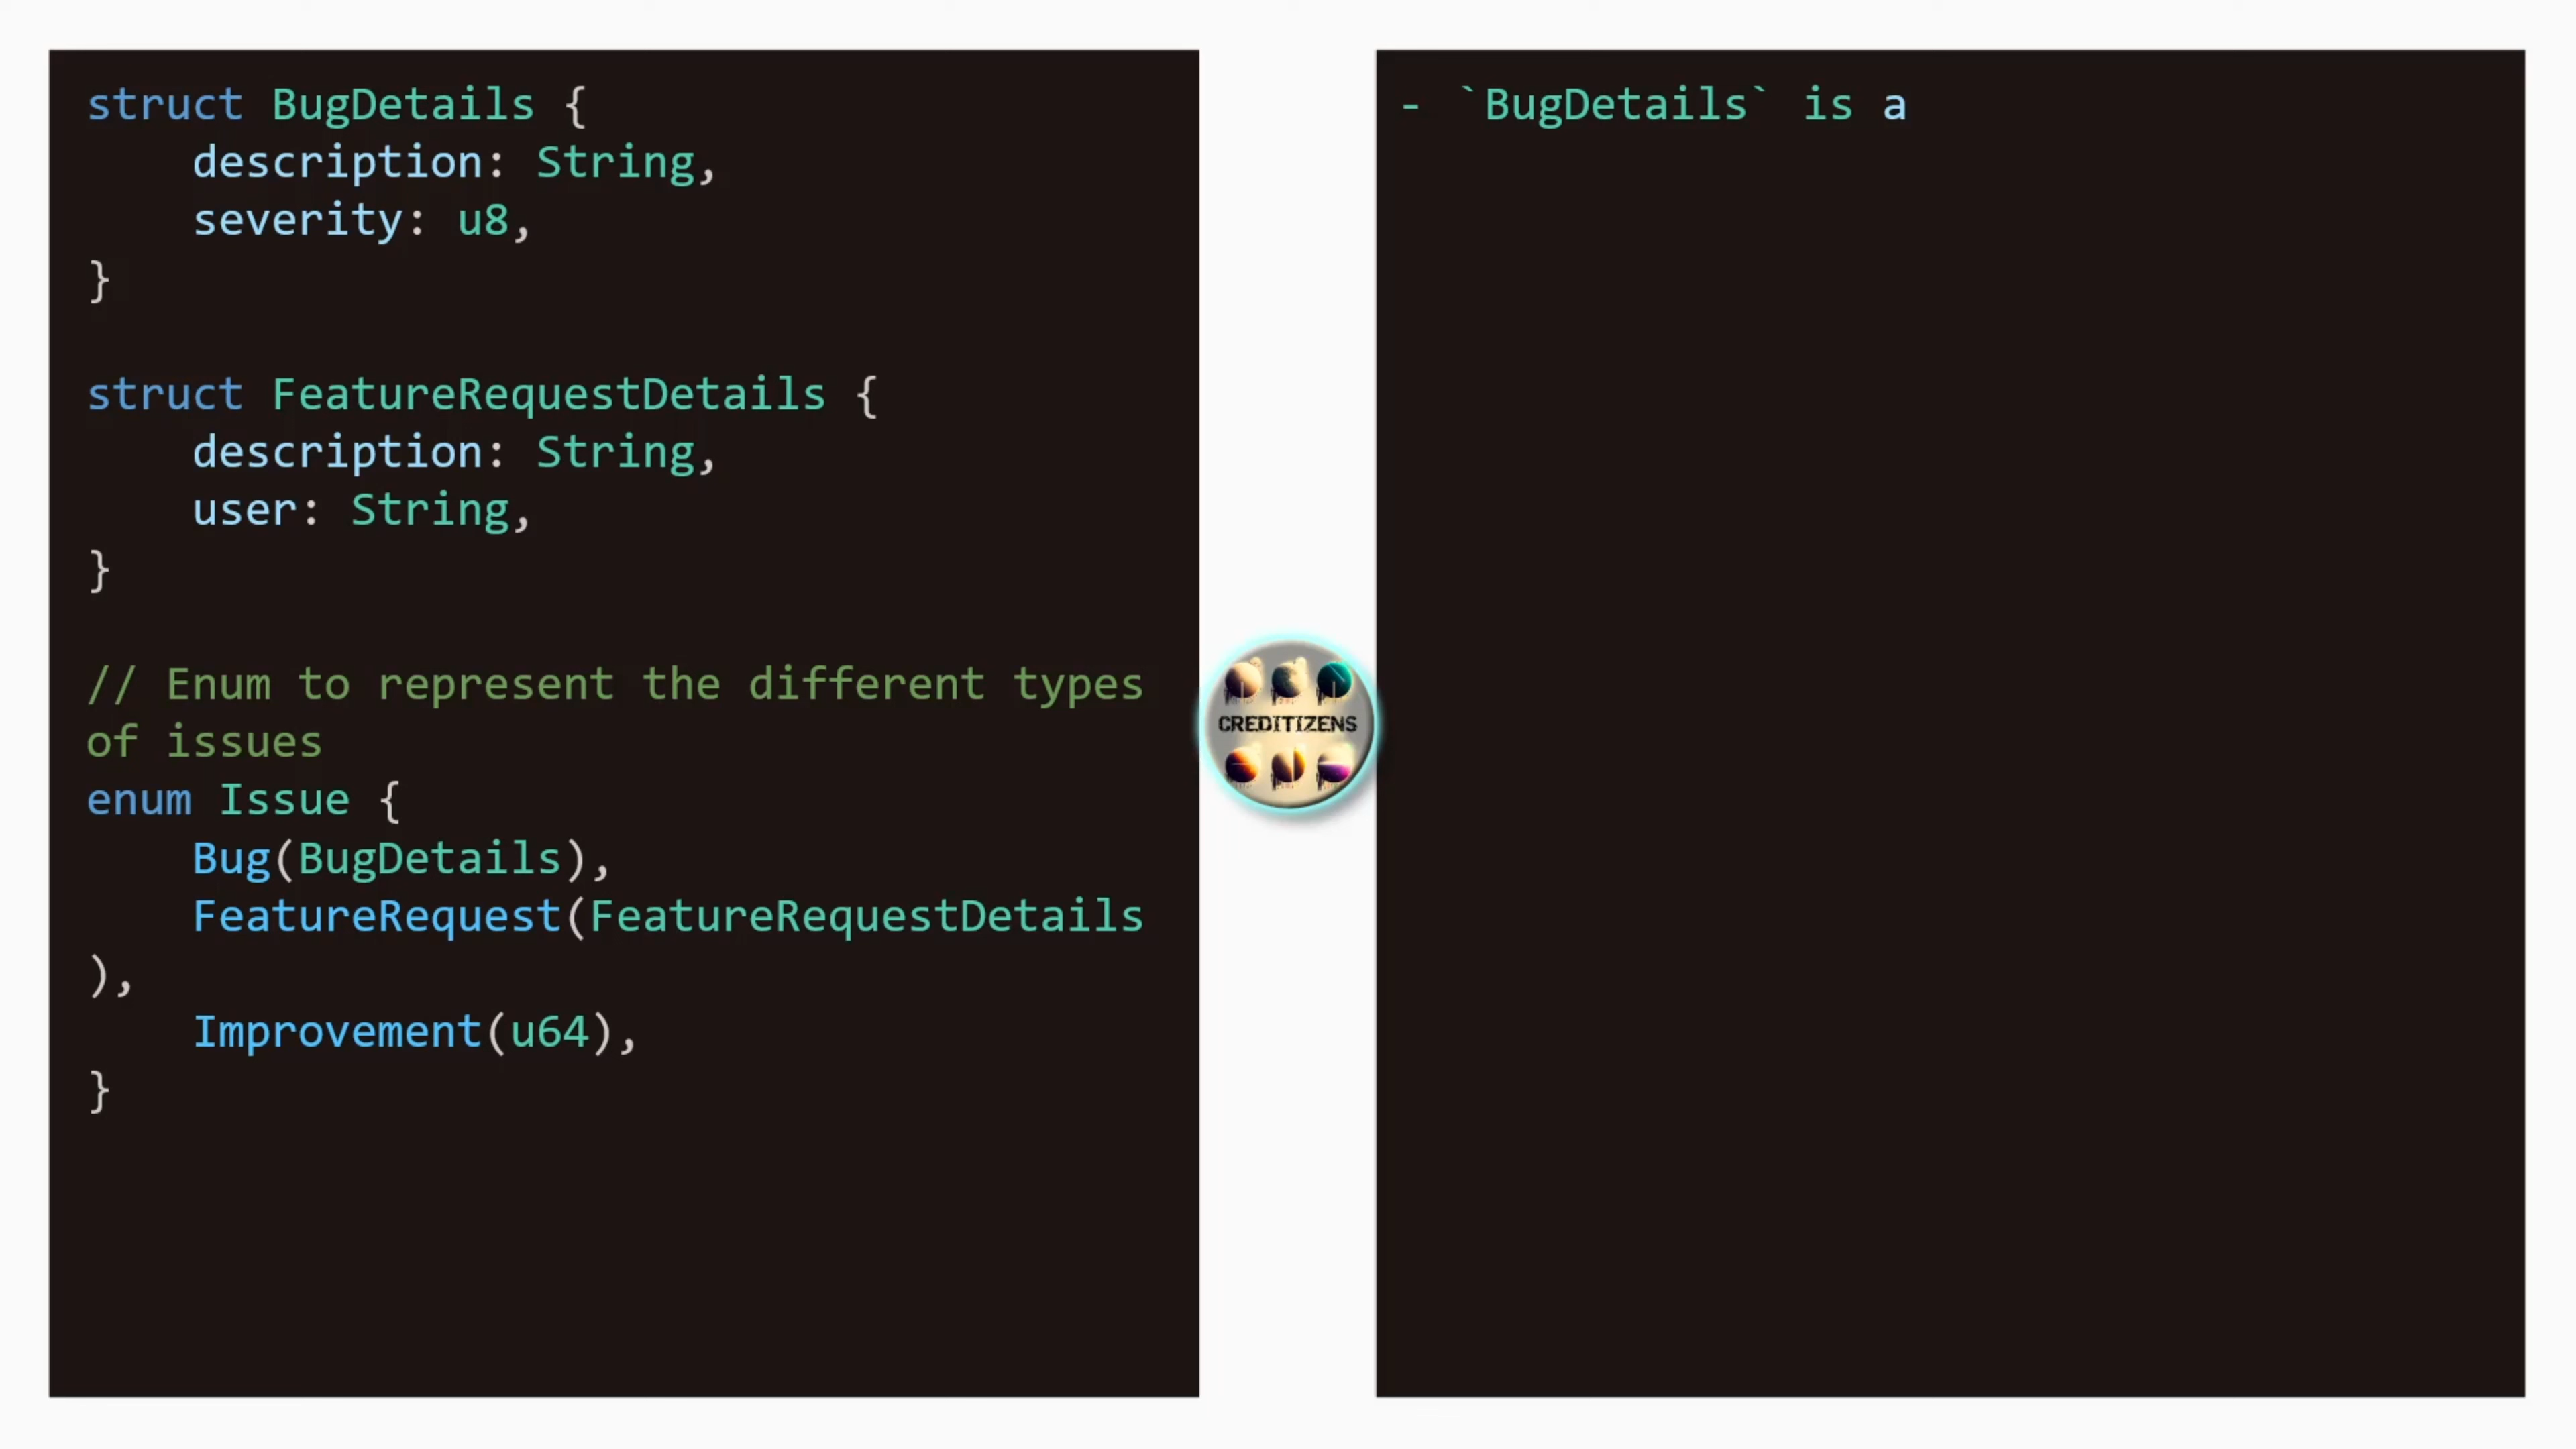 struct BugDetails {
    description: String,
    severity: u8,
}

struct FeatureRequestDetails {
    description: String,
    user: String,
}

// Enum to represent the different types
of issues
enum Issue {
    Bug(BugDetails),
    FeatureRequest(FeatureRequestDetails
),
    Improvement(u64),
}
CREDITIZENS
- `BugDetails` is a